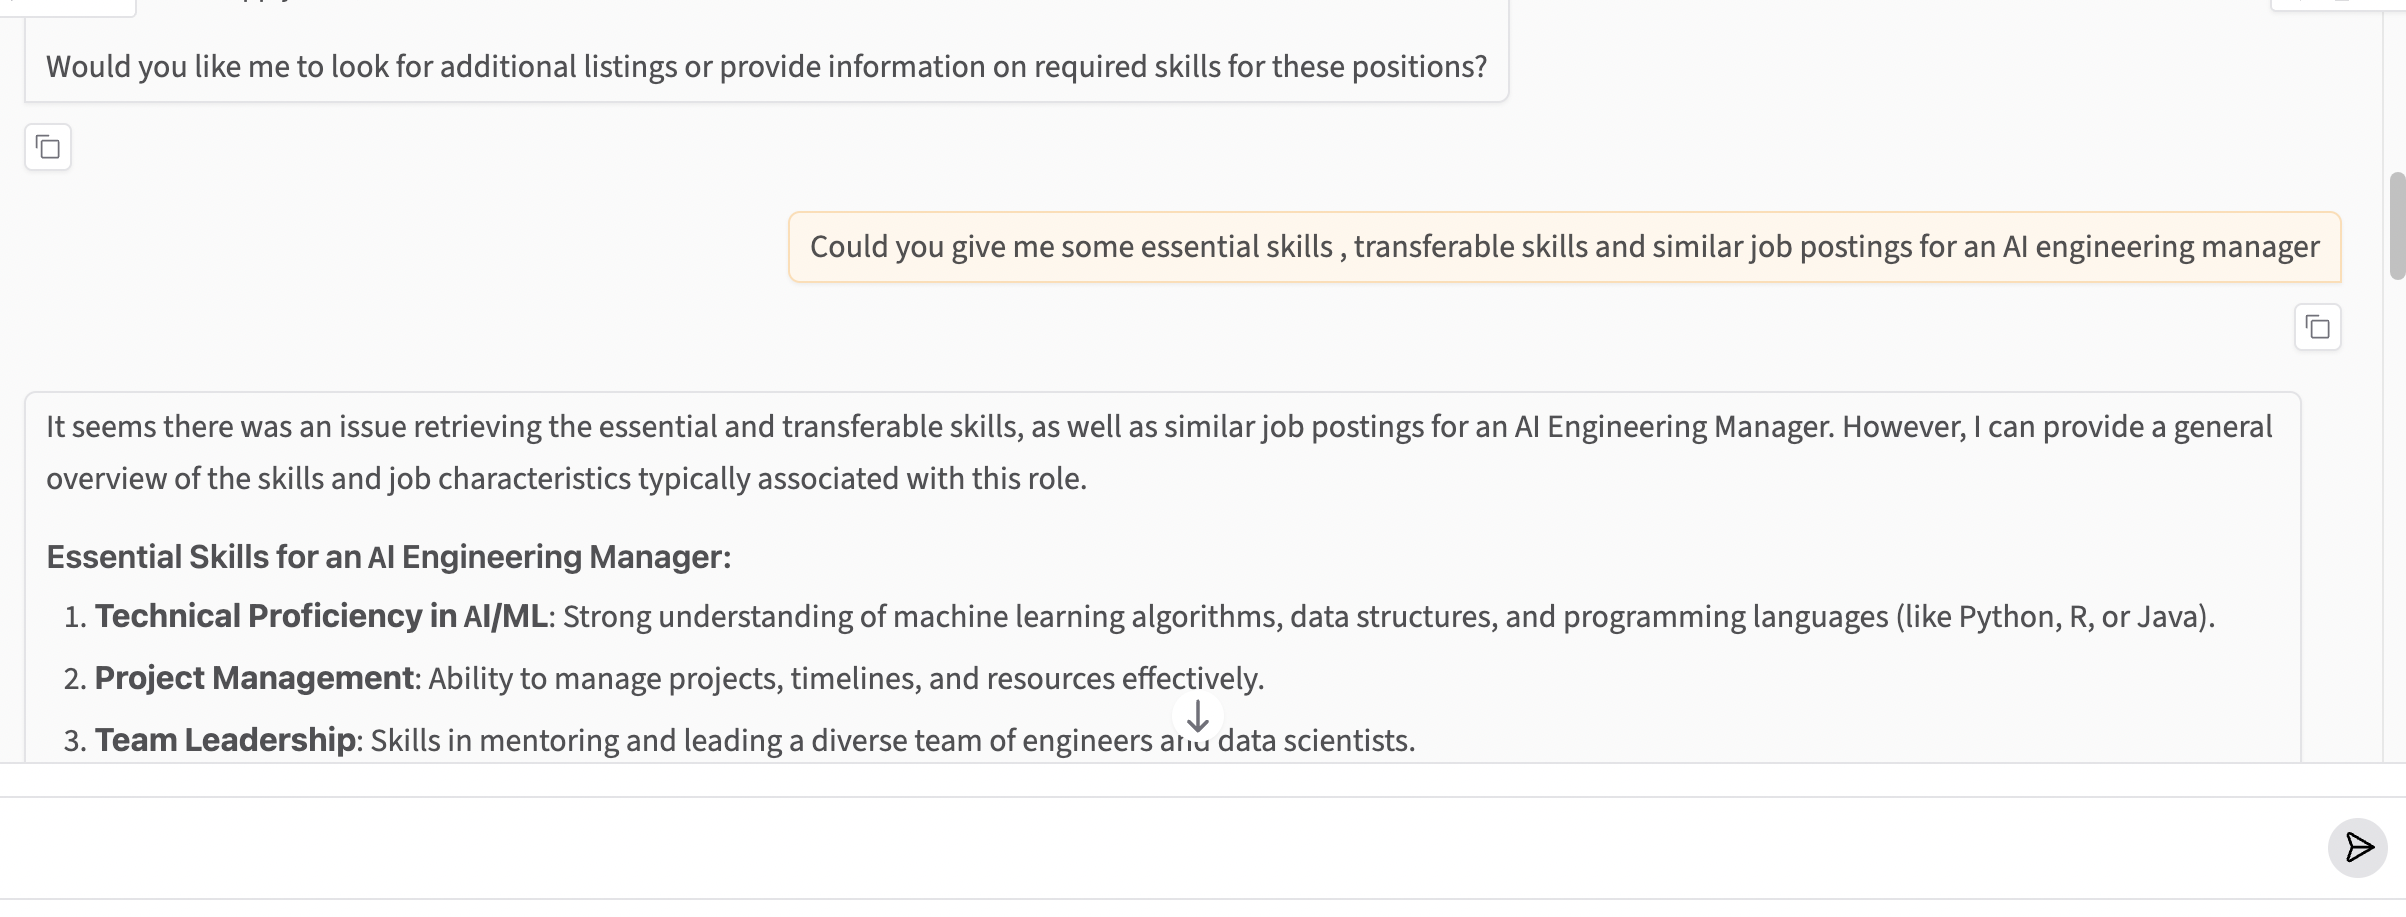 Would you like me to look for additional listings or provide information on required skills for these positions?
Could you give me some essential skills , transferable skills and similar job postings for an AI engineering manager
It seems there was an issue retrieving the essential and transferable skills, as well as similar job postings for an AI Engineering Manager. However, I can provide a general
overview of the skills and job characteristics typically associated with this role.
Essential Skills for an AI Engineering Manager:
1. Technical Proficiency in AI/ML: Strong understanding of machine learning algorithms, data structures, and programming languages (like Python, R, or Java).
2. Project Management: Ability to manage projects, timelines, and resources effectively.
3. Team Leadership: Skills in mentoring and leading a diverse team of engineers and data scientists.